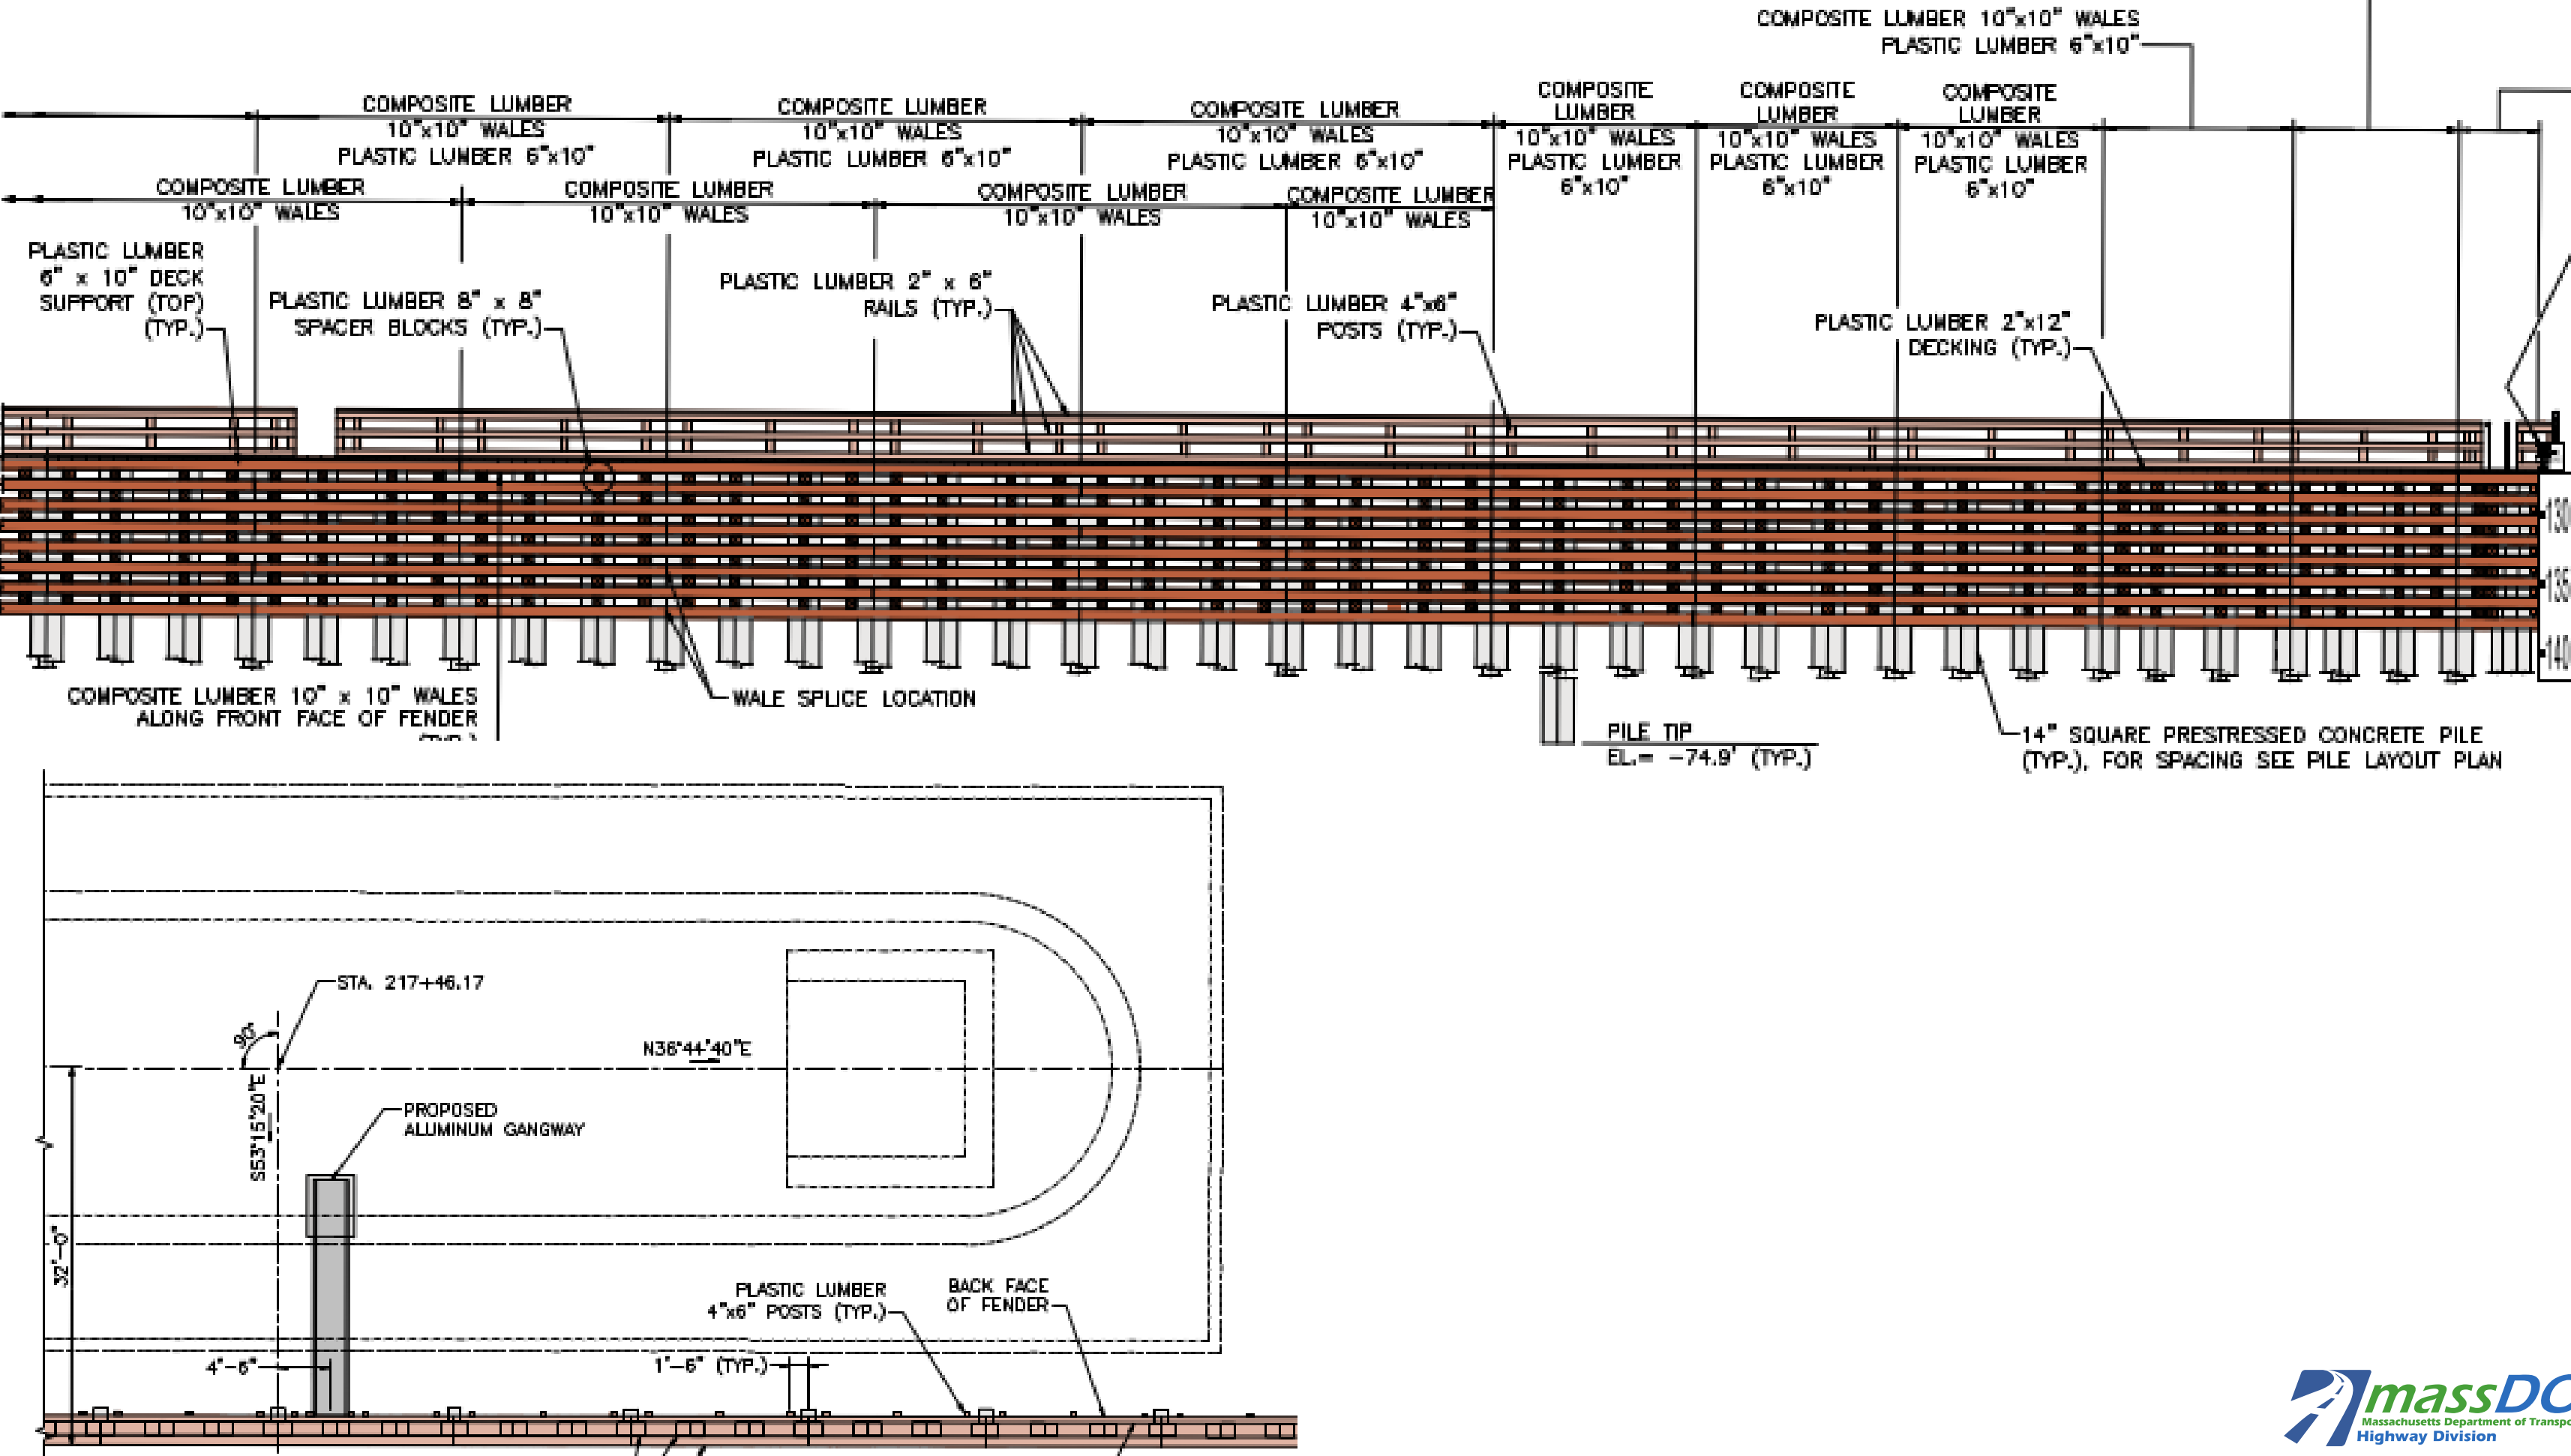 COMPOSITE LUMBER 10"x10" WALES
PLASTIC LUMBER 6"x10"
COMPOSITE LUMBER
10"x10" WALES
PLASTIC LUMBER 6"x10"
COMPOSITE LUMBER
10"x10" WALES
PLASTIC LUMBER 6"x10"
COMPOSITE LUMBER
10"x10" WALES
PLASTIC LUMBER 6"x10"
COMPOSITE
LUMBER
10"x10" WALES
PLASTIC LUMBER
6"x10"
COMPOSITE
LUMBER
10"x10" WALES
PLASTIC LUMBER
6"x10"
COMPOSITE
LUMBER
10"x10" WALES
PLASTIC LUMBER
6"x10"
COMPOSITE LUMBER
10"x10" WALES
COMPOSITE LUMBER
10"x10" WALES
COMPOSITE LUMBER
10"x10" WALES
COMPOSITE LUMBER
10"x10" WALES
PLASTIC LUMBER
6" x 10" DECK
SUPPORT (TOP)
(TYP.)
PLASTIC LUMBER 8" x 8"
SPACER BLOCKS (TYP.)
PLASTIC LUMBER 2" x 6"
RAILS (TYP.)
PLASTIC LUMBER 4"x6"
POSTS (TYP.)
PLASTIC LUMBER 2"x12"
DECKING (TYP.)
130
135
140
COMPOSITE LUMBER 10" x 10" WALES
ALONG FRONT FACE OF FENDER
(TYP.)
WALE SPLICE LOCATION
PILE TIP
EL.= -74.9' (TYP.)
14" SQUARE PRESTRESSED CONCRETE PILE
(TYP.), FOR SPACING SEE PILE LAYOUT PLAN
STA. 217+46.17
90°
N36°44'40"E
S53°15'20"E
PROPOSED
ALUMINUM GANGWAY
32'-0"
PLASTIC LUMBER
4"x6" POSTS (TYP.)
BACK FACE
OF FENDER
4'-6"
1'-6" (TYP.)
massDO
Massachusetts Department of Transpo
Highway Division